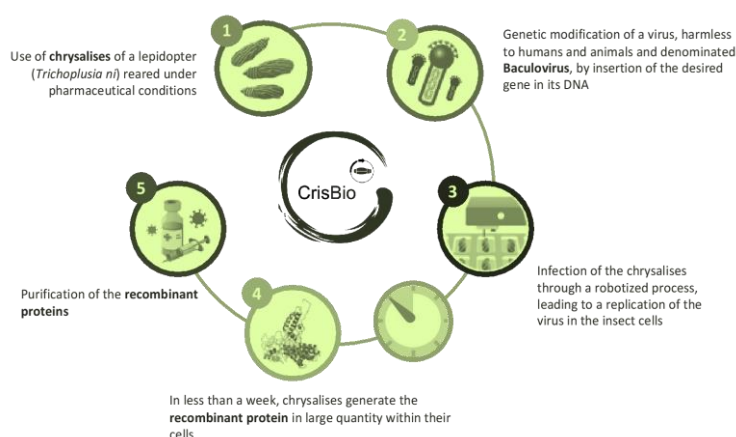 1
Use of chrysalises of a lepidopter
(Trichoplusia ni) reared under
pharmaceutical conditions
2
Genetic modification of a virus, harmless
to humans and animals and denominated
Baculovirus, by insertion of the desired
gene in its DNA
CrisBio
3
Infection of the chrysalises
through a robotized process,
leading to a replication of the
virus in the insect cells
4
In less than a week, chrysalises generate the
recombinant protein in large quantity within their
cells
5
Purification of the recombinant
proteins